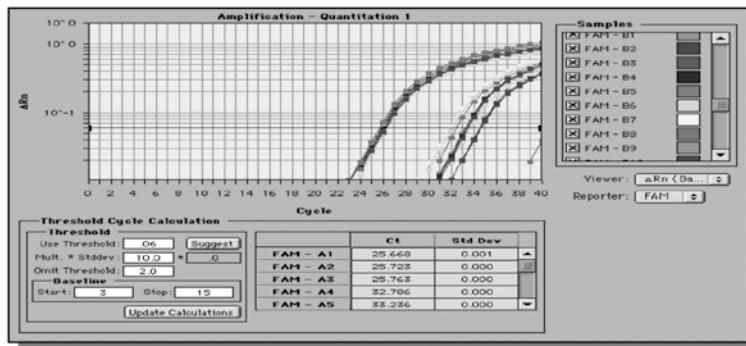 Amplification - Quantitation 1
10^0
10^0
10^-1
ΔRn
0 2 4 6 8 10 12 14 16 18 20 22 24 26 28 30 32 34 36 38 40
Cycle
Samples
FAM - B1
FAM - B2
FAM - B3
FAM - B4
FAM - B5
FAM - B6
FAM - B7
FAM - B8
FAM - B9
Viewer: ΔRn (Ba...
Reporter: FAM
Threshold Cycle Calculation
Threshold
Use Threshold: .06 Suggest
Mult. * Stddev: 10.0 * .0
Omit Threshold: 2.0
Baseline
Start: 3 Stop: 15
Update Calculations
Ct Std Dev
FAM - A1 25.668 0.001
FAM - A2 25.723 0.000
FAM - A3 25.763 0.000
FAM - A4 32.786 0.000
FAM - A5 33.236 0.000